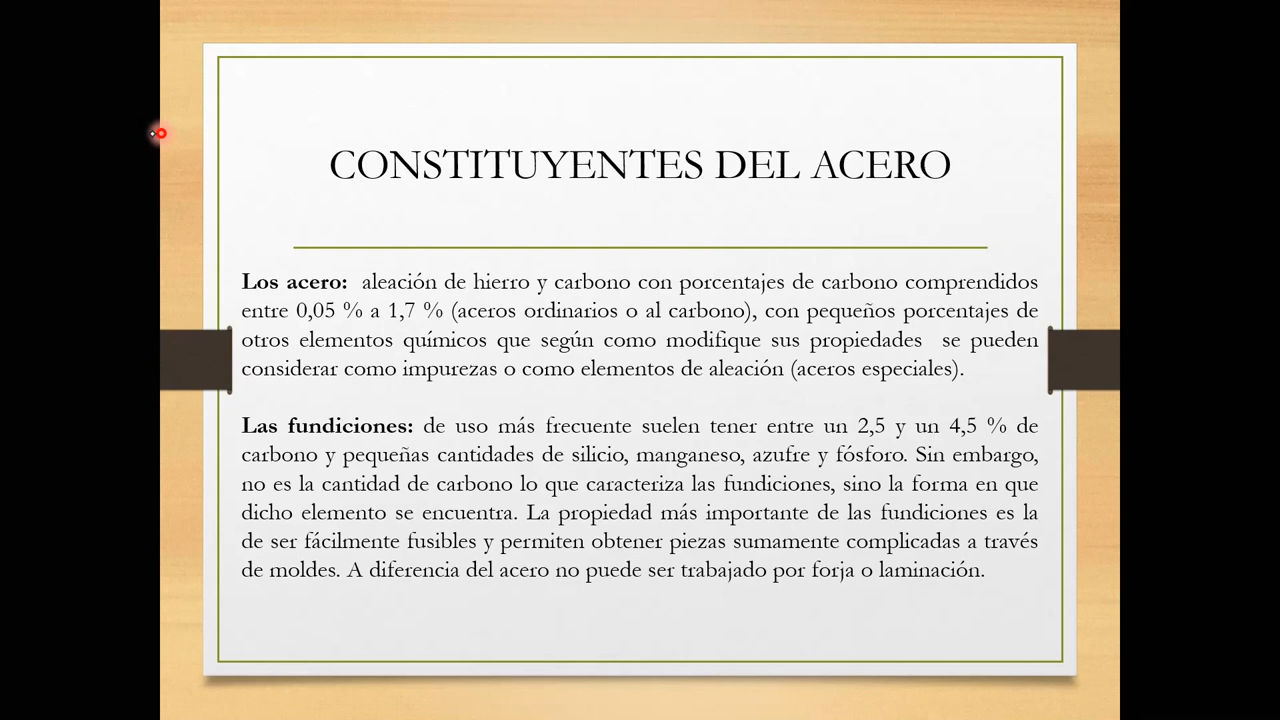 CONSTITUYENTES DEL ACERO
Los acero: aleación de hierro y carbono con porcentajes de carbono comprendidos
entre 0,05 % a 1,7 % (aceros ordinarios o al carbono), con pequeños porcentajes de
otros elementos químicos que según como modifique sus propiedades se pueden
considerar como impurezas o como elementos de aleación (aceros especiales).
Las fundiciones: de uso más frecuente suelen tener entre un 2,5 y un 4,5 % de
carbono y pequeñas cantidades de silicio, manganeso, azufre y fósforo. Sin embargo,
no es la cantidad de carbono lo que caracteriza las fundiciones, sino la forma en que
dicho elemento se encuentra. La propiedad más importante de las fundiciones es la
de ser fácilmente fusibles y permiten obtener piezas sumamente complicadas a través
de moldes. A diferencia del acero no puede ser trabajado por forja o laminación.